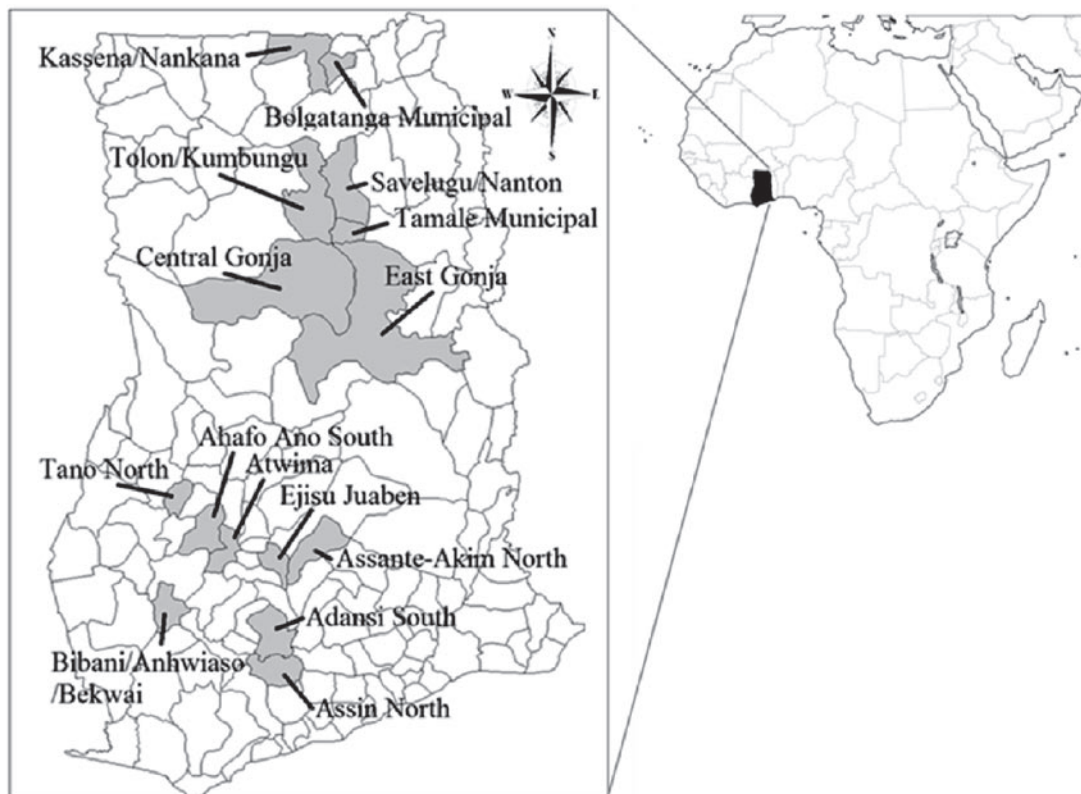 Kassena/Nankana
N
W
E
S
Bolgatanga Municipal
Tolon/Kumbungu
Savelugu/Nanton
Tamale Municipal
Central Gonja
East Gonja
Ahafo Ano South
Tano North
Atwima
Ejisu Juaben
Assante-Akim North
Adansi South
Bibani/Anhwiaso
/Bekwai
Assin North